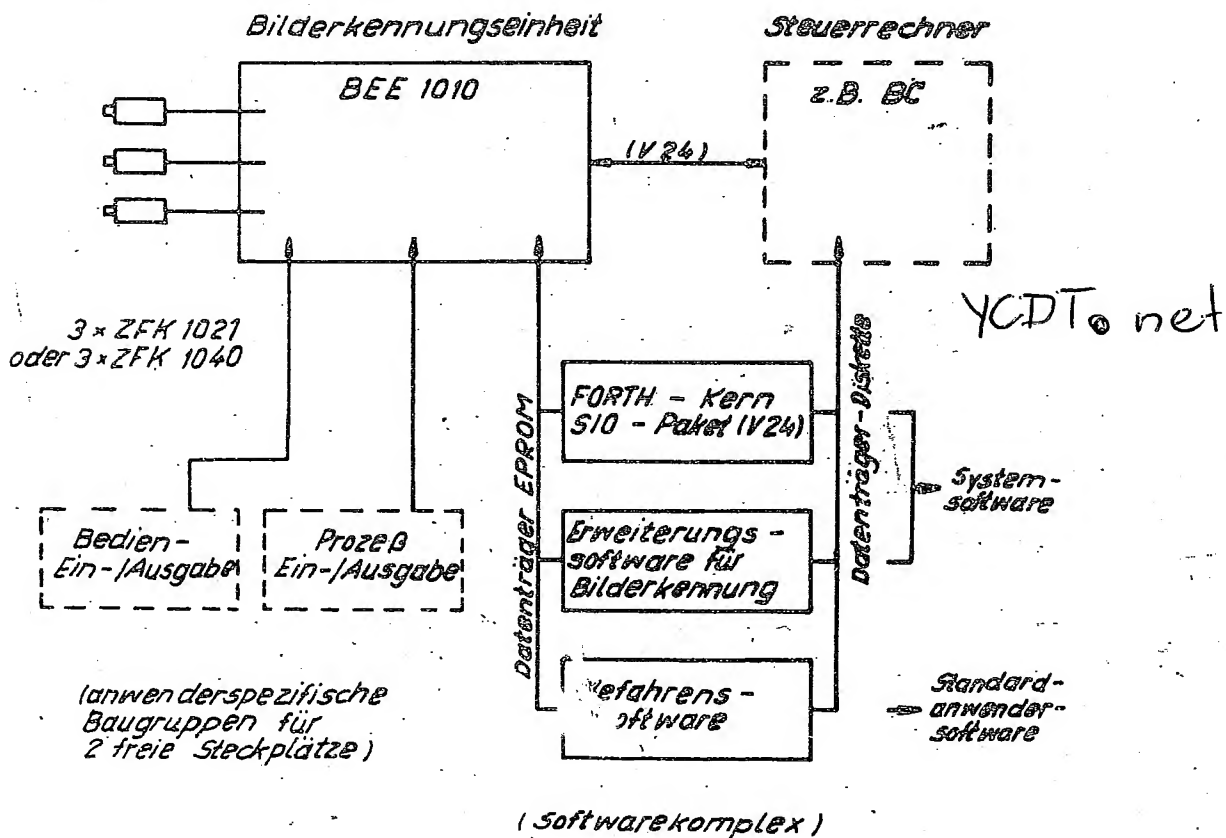 Bilderkennungseinheit
Steuerrechner
BEE 1010
z.B. BC
(V24)
YCDT. net
3 x ZFK 1021
oder 3 x ZFK 1040
Datenträger EPROM
FORTH - Kern
SIO - Paket (V24)
Datenträger-Diskette
System-
software
Bedien-
Ein-/Ausgabe
Prozeß
Ein-/Ausgabe
Erweiterungs-
software für
Bilderkennung
(anwenderspezifische
Baugruppen für
2 freie Steckplätze)
efahrens-
oftware
Standard-
anwender-
software
(Softwarekomplex)